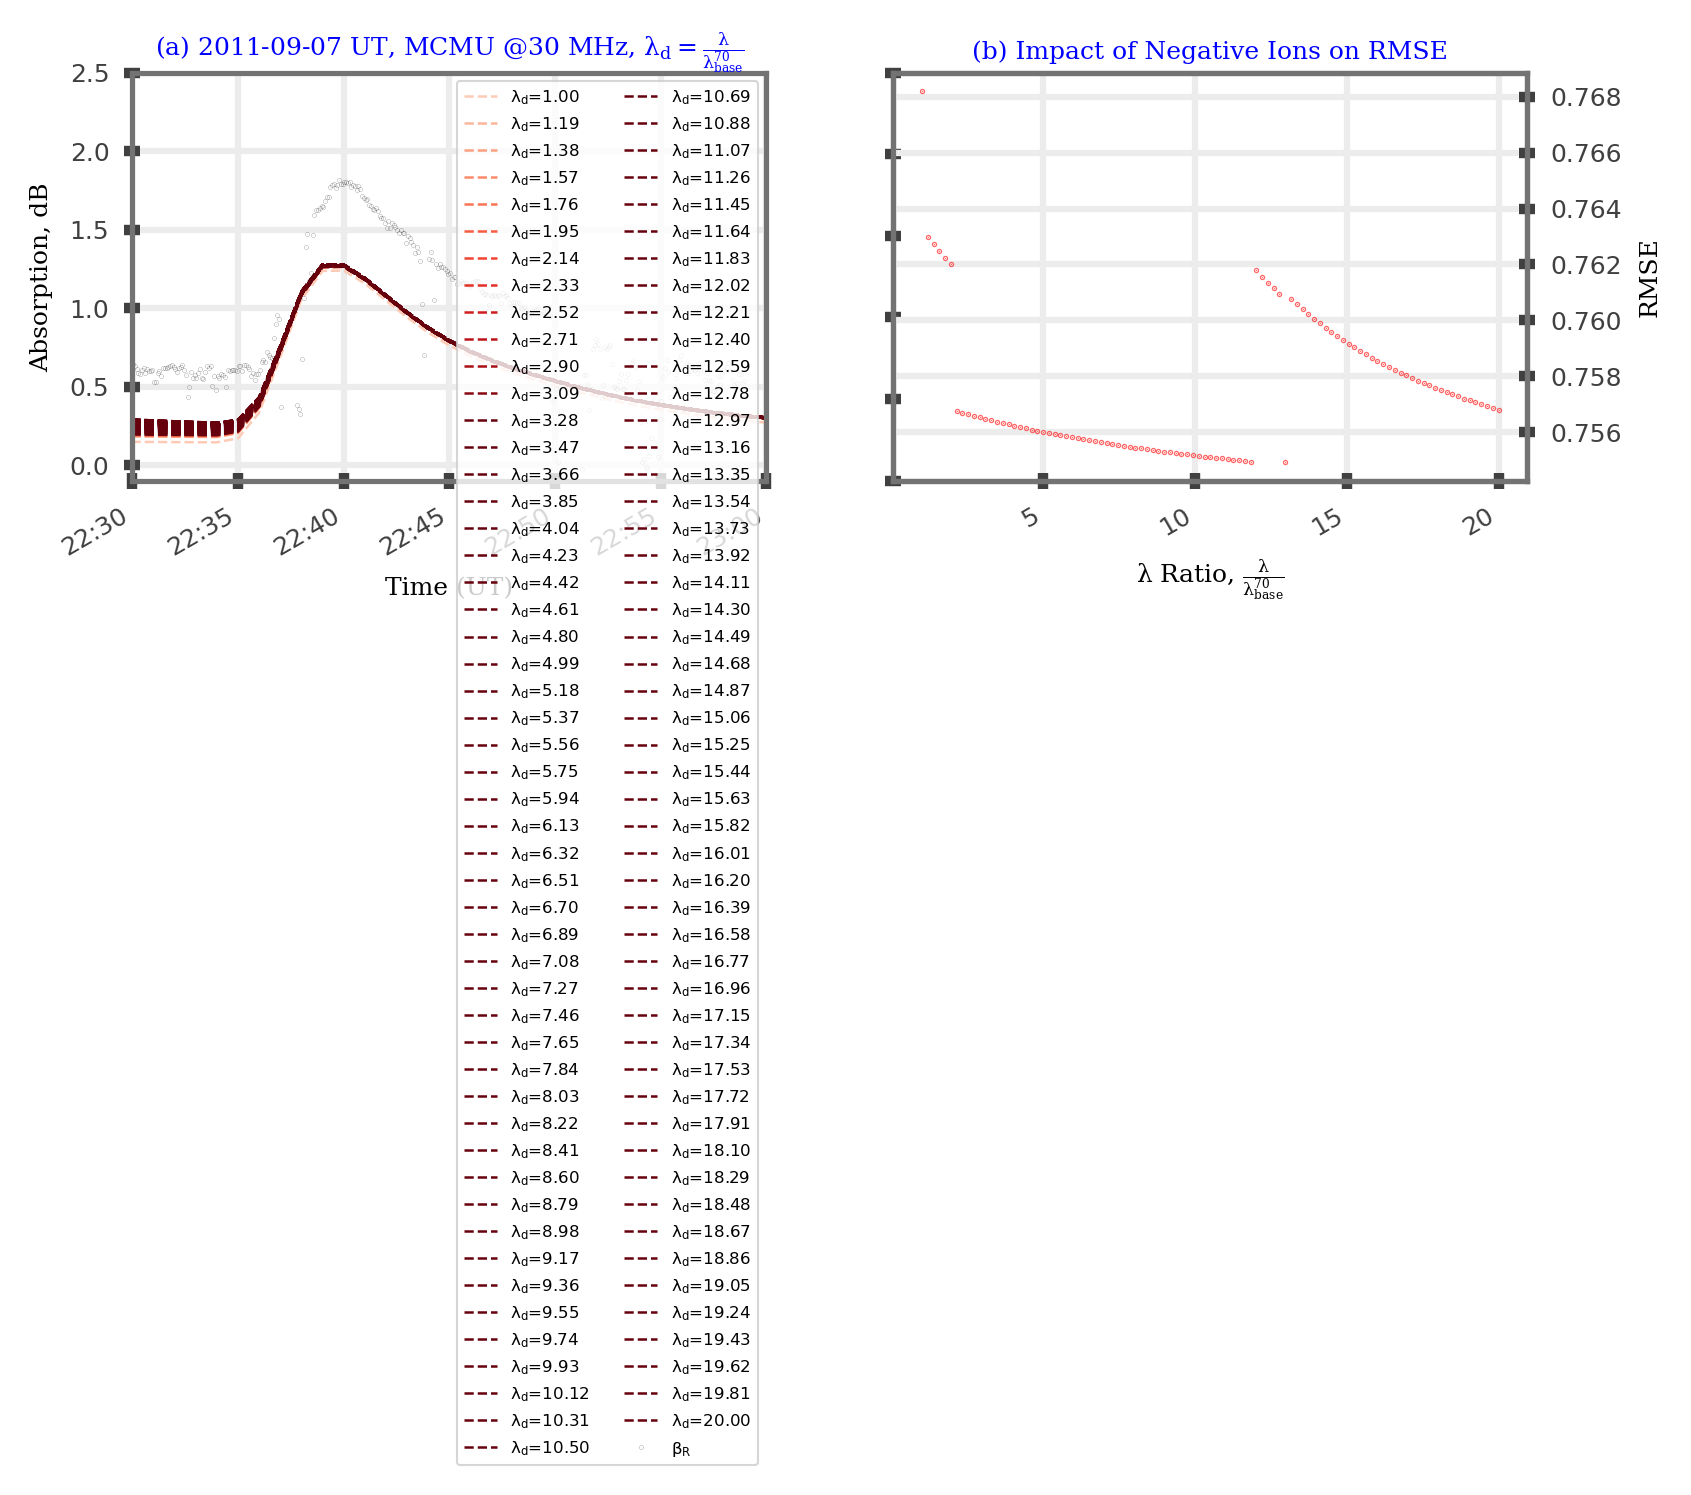 (a) 2011-09-07 UT, MCMU @30 MHz, λd = λ/λ70base
2.5
2.0
1.5
1.0
0.5
0.0
Absorption, dB
22:30
22:35
22:40
22:45
22:50
22:55
23:00
Time (UT)
λd=1.00
λd=1.19
λd=1.38
λd=1.57
λd=1.76
λd=1.95
λd=2.14
λd=2.33
λd=2.52
λd=2.71
λd=2.90
λd=3.09
λd=3.28
λd=3.47
λd=3.66
λd=3.85
λd=4.04
λd=4.23
λd=4.42
λd=4.61
λd=4.80
λd=4.99
λd=5.18
λd=5.37
λd=5.56
λd=5.75
λd=5.94
λd=6.13
λd=6.32
λd=6.51
λd=6.70
λd=6.89
λd=7.08
λd=7.27
λd=7.46
λd=7.65
λd=7.84
λd=8.03
λd=8.22
λd=8.41
λd=8.60
λd=8.79
λd=8.98
λd=9.17
λd=9.36
λd=9.55
λd=9.74
λd=9.93
λd=10.12
λd=10.31
λd=10.50
λd=10.69
λd=10.88
λd=11.07
λd=11.26
λd=11.45
λd=11.64
λd=11.83
λd=12.02
λd=12.21
λd=12.40
λd=12.59
λd=12.78
λd=12.97
λd=13.16
λd=13.35
λd=13.54
λd=13.73
λd=13.92
λd=14.11
λd=14.30
λd=14.49
λd=14.68
λd=14.87
λd=15.06
λd=15.25
λd=15.44
λd=15.63
λd=15.82
λd=16.01
λd=16.20
λd=16.39
λd=16.58
λd=16.77
λd=16.96
λd=17.15
λd=17.34
λd=17.53
λd=17.72
λd=17.91
λd=18.10
λd=18.29
λd=18.48
λd=18.67
λd=18.86
λd=19.05
λd=19.24
λd=19.43
λd=19.62
λd=19.81
λd=20.00
βR
(b) Impact of Negative Ions on RMSE
0.768
0.766
0.764
0.762
0.760
0.758
0.756
RMSE
5
10
15
20
λ Ratio, λ/λ70base